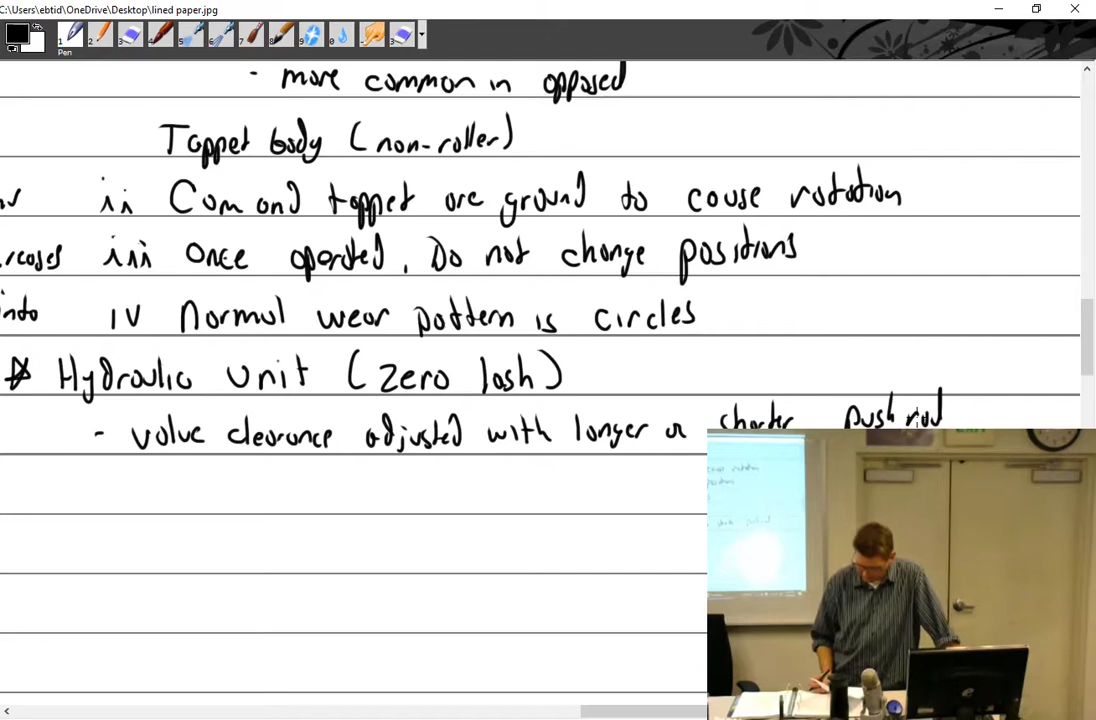 C:\Users\ebtid\OneDrive\Desktop\lined paper.jpg
Pen
- more common in opposed
Tappet body (non-roller)
ii Cam and tappet are ground to cause rotation
iii Once operated, Do not change positions
into iv Normal wear pattern is circles
* Hydraulic unit (zero lash)
- valve clearance adjusted with longer or shorter push rod